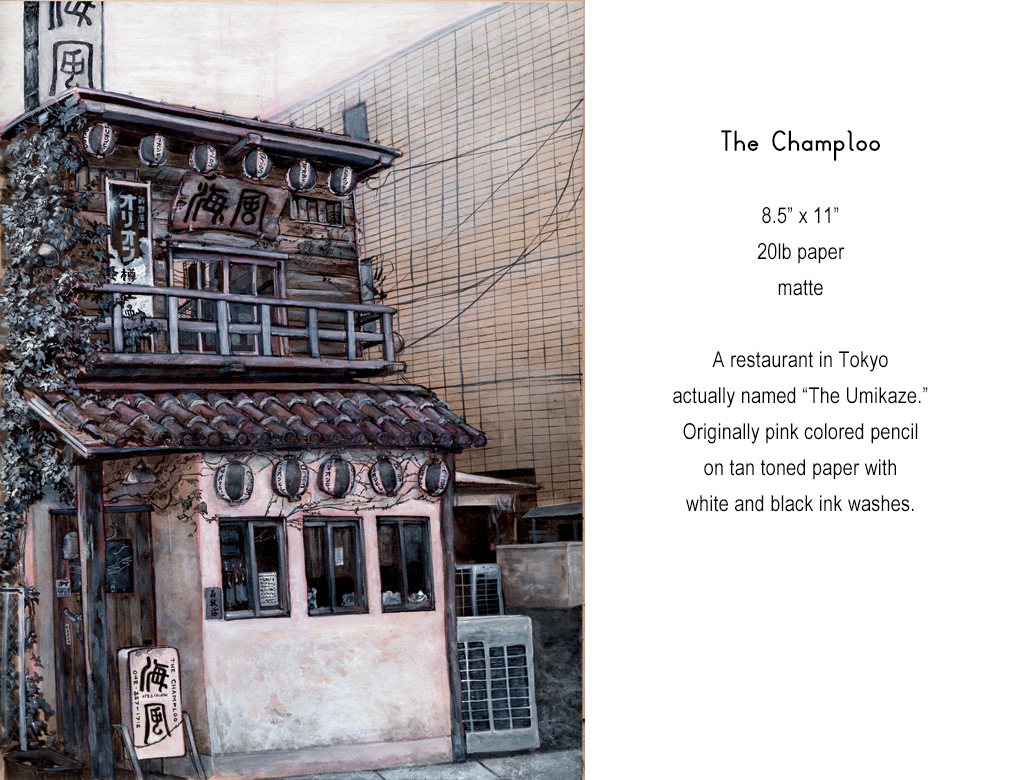 海
風
海風
オリオン
樽
海
風
THE CHAMPLOO
The Champloo
8.5” x 11”
20lb paper
matte
A restaurant in Tokyo
actually named “The Umikaze.”
Originally pink colored pencil
on tan toned paper with
white and black ink washes.